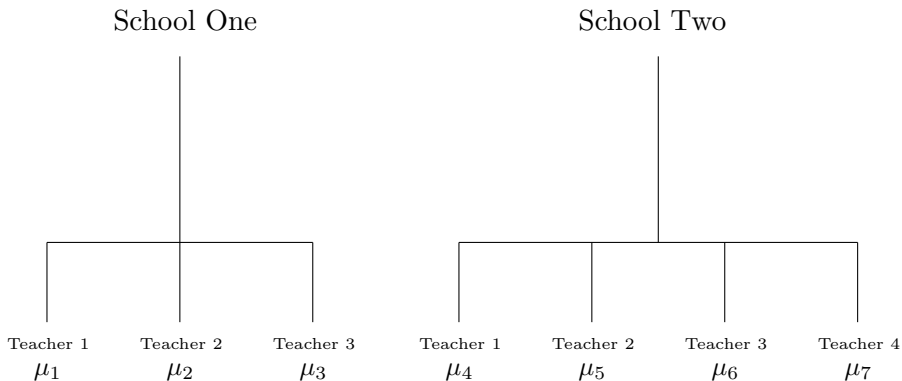 School One
School Two
Teacher 1 Teacher 2 Teacher 3 Teacher 1 Teacher 2 Teacher 3 Teacher 4
μ₁ μ₂ μ₃ μ₄ μ₅ μ₆ μ₇